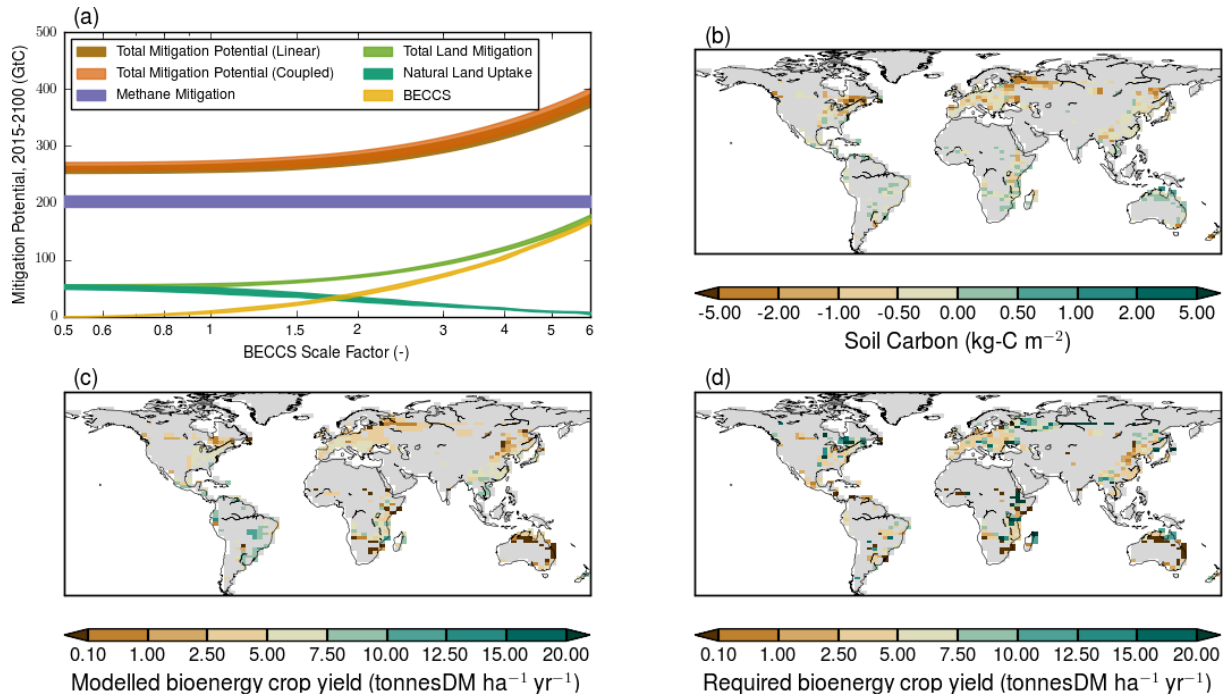 (a)
Mitigation Potential, 2015-2100 (GtC)
500
400
300
200
100
0
Total Mitigation Potential (Linear)
Total Mitigation Potential (Coupled)
Methane Mitigation
Total Land Mitigation
Natural Land Uptake
BECCS
0.5 0.6 1 1.5 2 3 4 5 6
BECCS Scale Factor (-)
(b)
-5.00 -2.00 -1.00 -0.50 0.00 0.50 1.00 2.00 5.00
Soil Carbon (kg-C m⁻²)
(c)
0.10 1.00 2.50 5.00 7.50 10.00 12.50 15.00 20.00
Modelled bioenergy crop yield (tonnesDM ha⁻¹ yr⁻¹)
(d)
0.10 1.00 2.50 5.00 7.50 10.00 12.50 15.00 20.00
Required bioenergy crop yield (tonnesDM ha⁻¹ yr⁻¹)